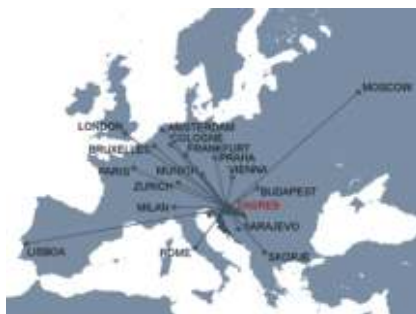 MOSCOW
LONDON
AMSTERDAM
COLOGNE
BRUXELLES
FRANKFURT
PRAHA
PARIS
MUNICH
VIENNA
ZURICH
BUDAPEST
MILAN
ZAGREB
SARAJEVO
ROME
LISBOA
SKOPJE